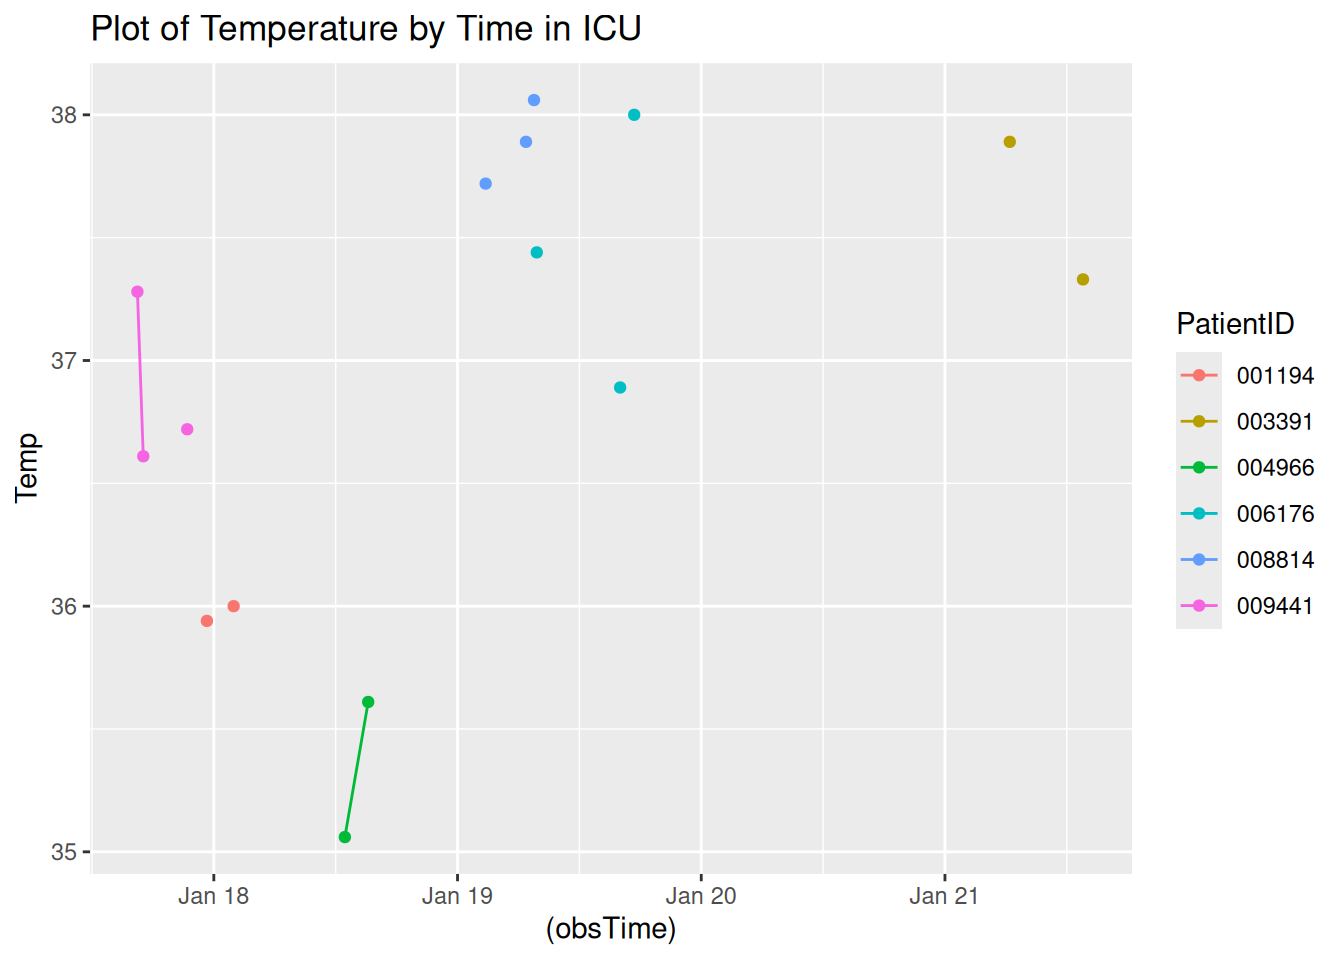 Plot of Temperature by Time in ICU
38
37
36
35
Temp
Jan 18
Jan 19
Jan 20
Jan 21
(obsTime)
PatientID
001194
003391
004966
006176
008814
009441